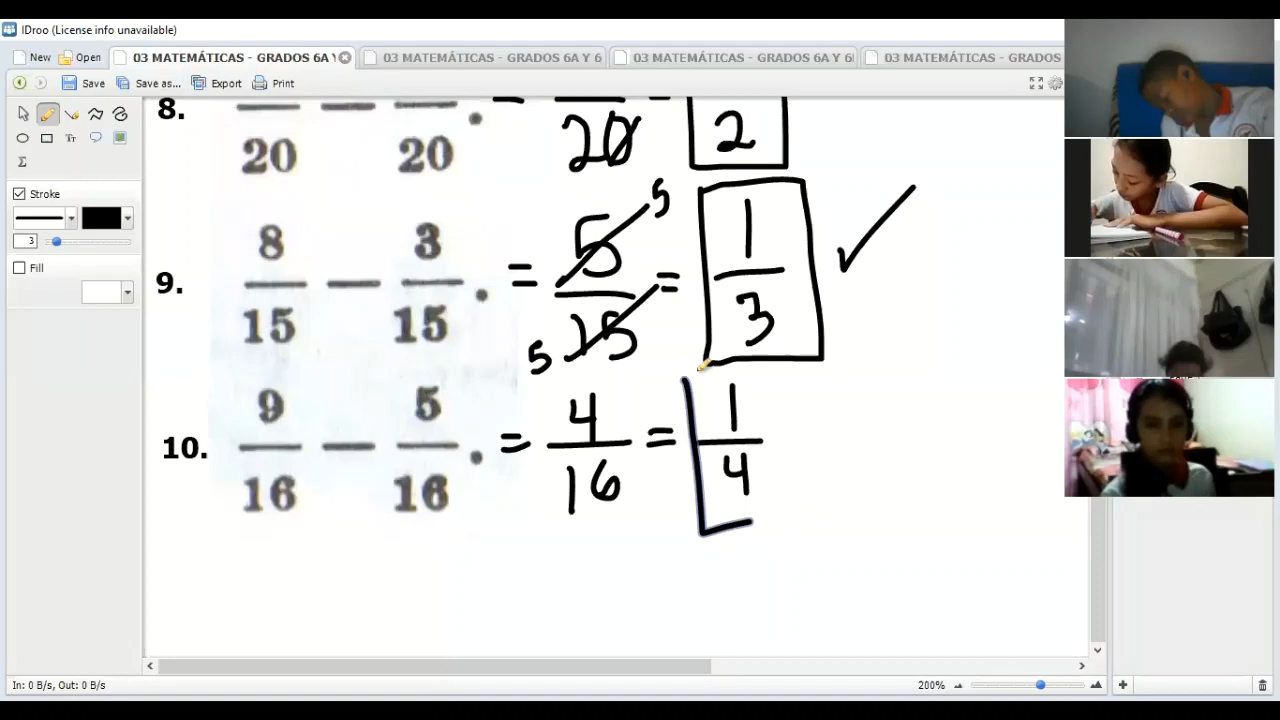 IDroo (License info unavailable)
New Open 03 MATEMÁTICAS - GRADOS 6A Y 03 MATEMÁTICAS - GRADOS 6A Y 6 03 MATEMÁTICAS - GRADOS 6A Y 6 03 MATEMÁTICAS - GRADOS
Save Save as... Export Print
Stroke
3
Fill
8. — — —. = — =
20 20 20 2
9. 8/15 — 3/15. = 5/15 = 1/3 ✓
5 5
10. 9/16 — 5/16. = 4/16 = 1/4
In: 0 B/s, Out: 0 B/s 200%